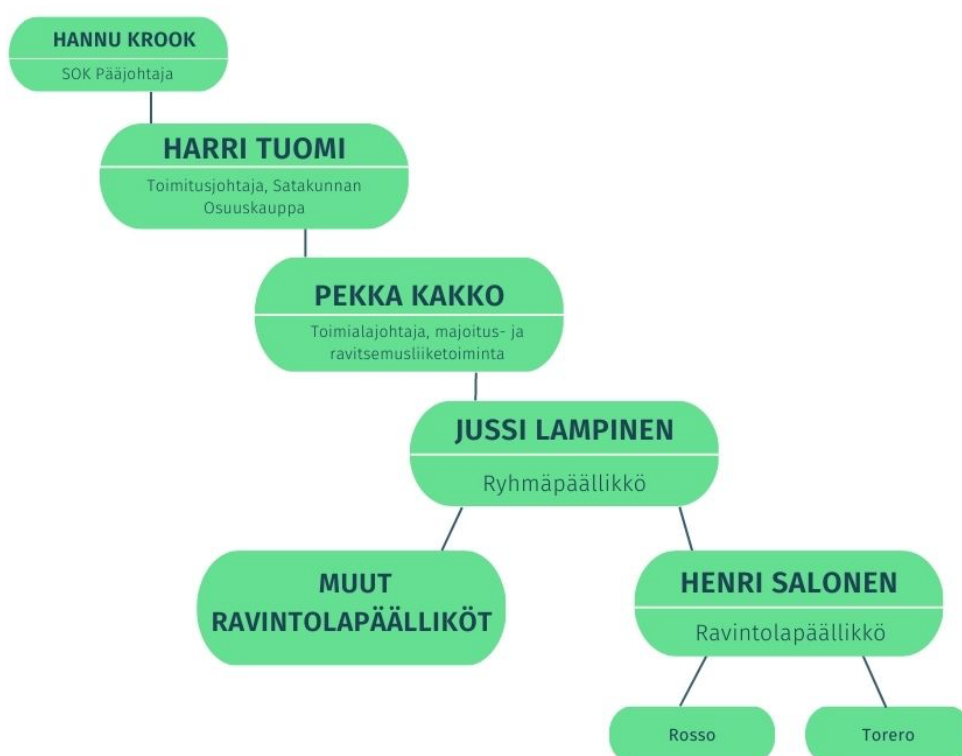 HANNU KROOK
SOK Pääjohtaja
HARRI TUOMI
Toimitusjohtaja, Satakunnan
Osuuskauppa
PEKKA KAKKO
Toimialajohtaja, majoitus- ja
ravitsemusliiketoiminta
JUSSI LAMPINEN
Ryhmäpäällikkö
MUUT
RAVINTOLAPÄÄLLIKÖT
HENRI SALONEN
Ravintolapäällikkö
Rosso
Torero